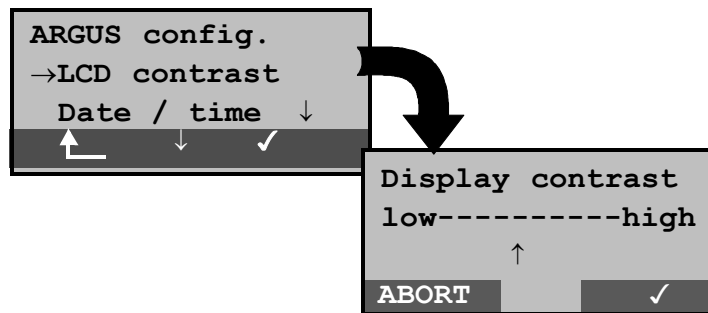 ARGUS config.
→LCD contrast
Date / time ↓
↓ ✓
Display contrast
low----------high
↑
ABORT ✓